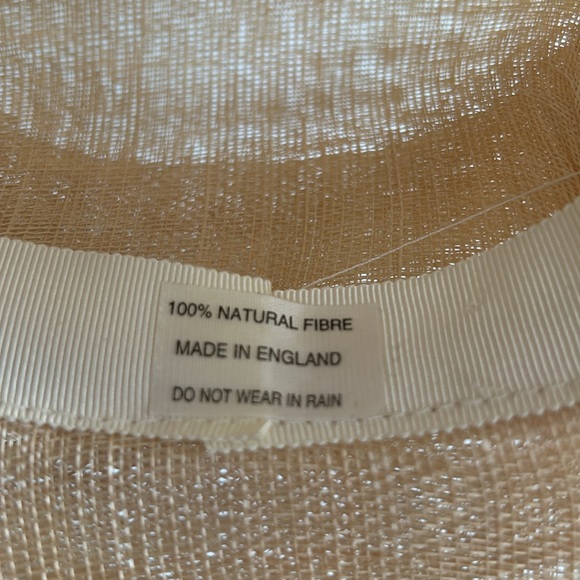 100% NATURAL FIBRE
MADE IN ENGLAND
DO NOT WEAR IN RAIN